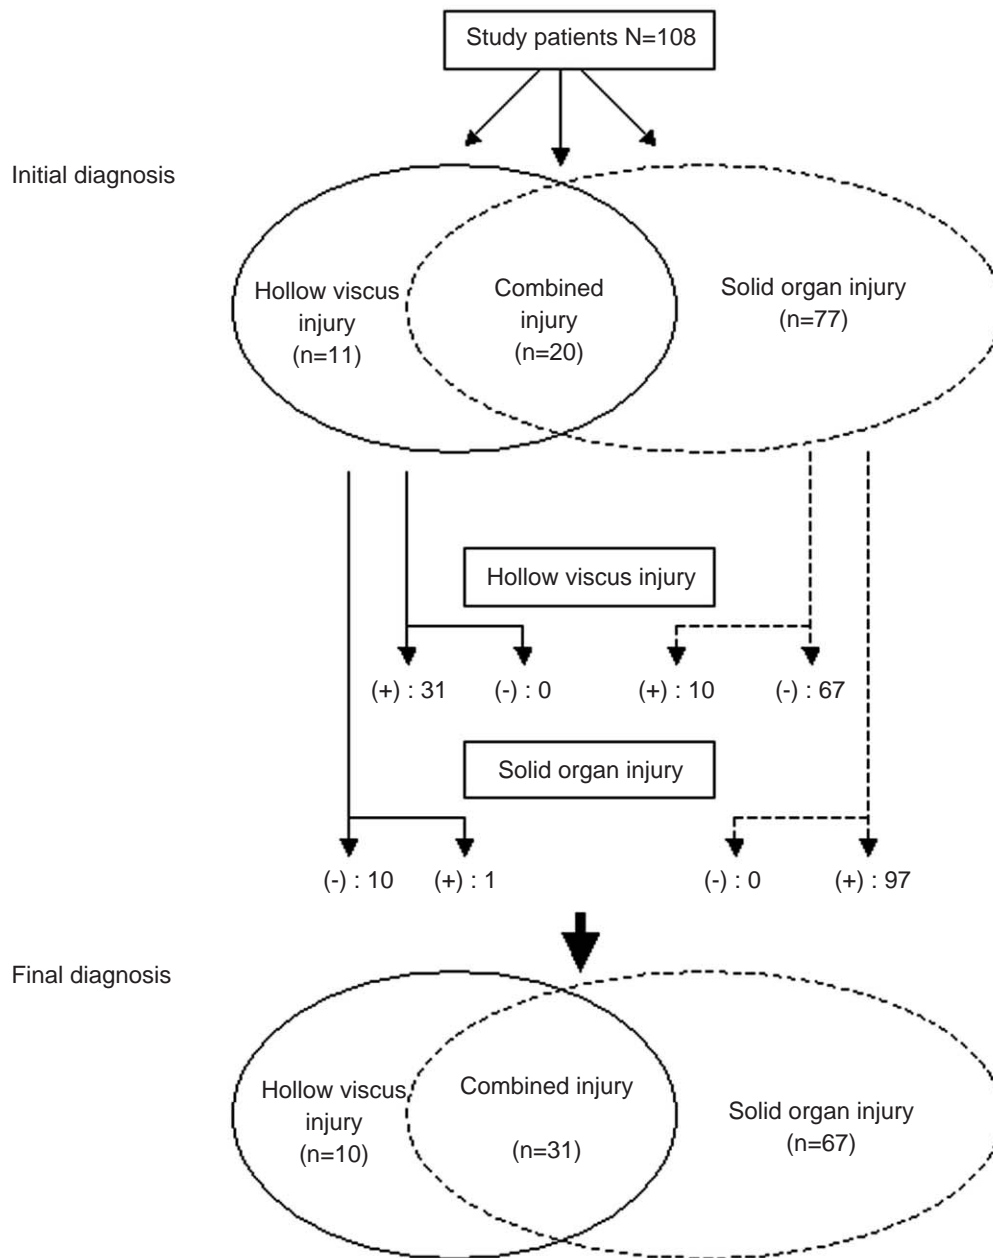 Study patients N=108
Initial diagnosis
Hollow viscus
injury
(n=11)
Combined
injury
(n=20)
Solid organ injury
(n=77)
Hollow viscus injury
(+) : 31
(-) : 0
(+) : 10
(-) : 67
Solid organ injury
(-) : 10
(+) : 1
(-) : 0
(+) : 97
Final diagnosis
Hollow viscus
injury
(n=10)
Combined injury
(n=31)
Solid organ injury
(n=67)